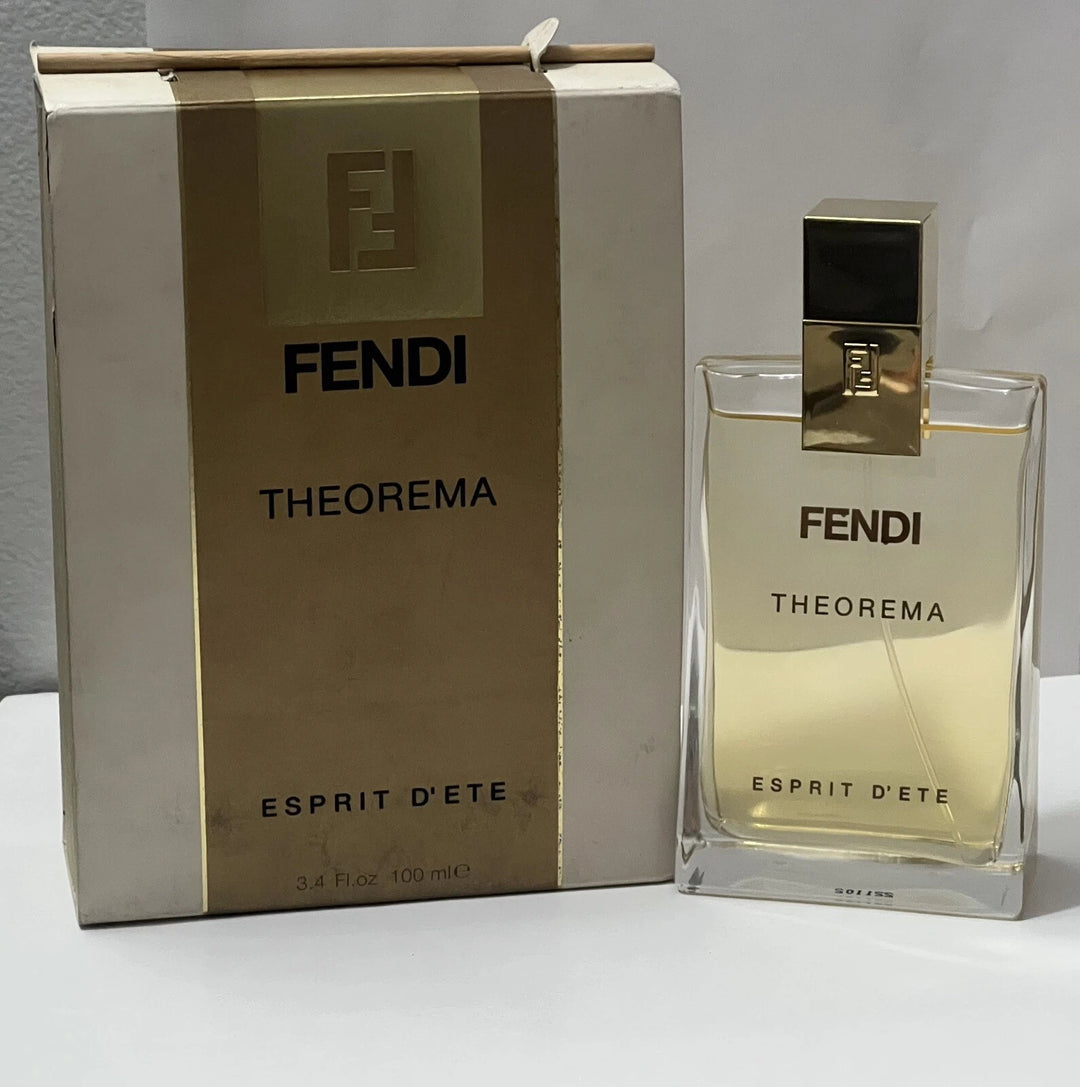 FENDI
THEOREMA
ESPRIT D'ETE
3.4 Fl.oz 100 ml℮
FENDI
THEOREMA
ESPRIT D'ETE